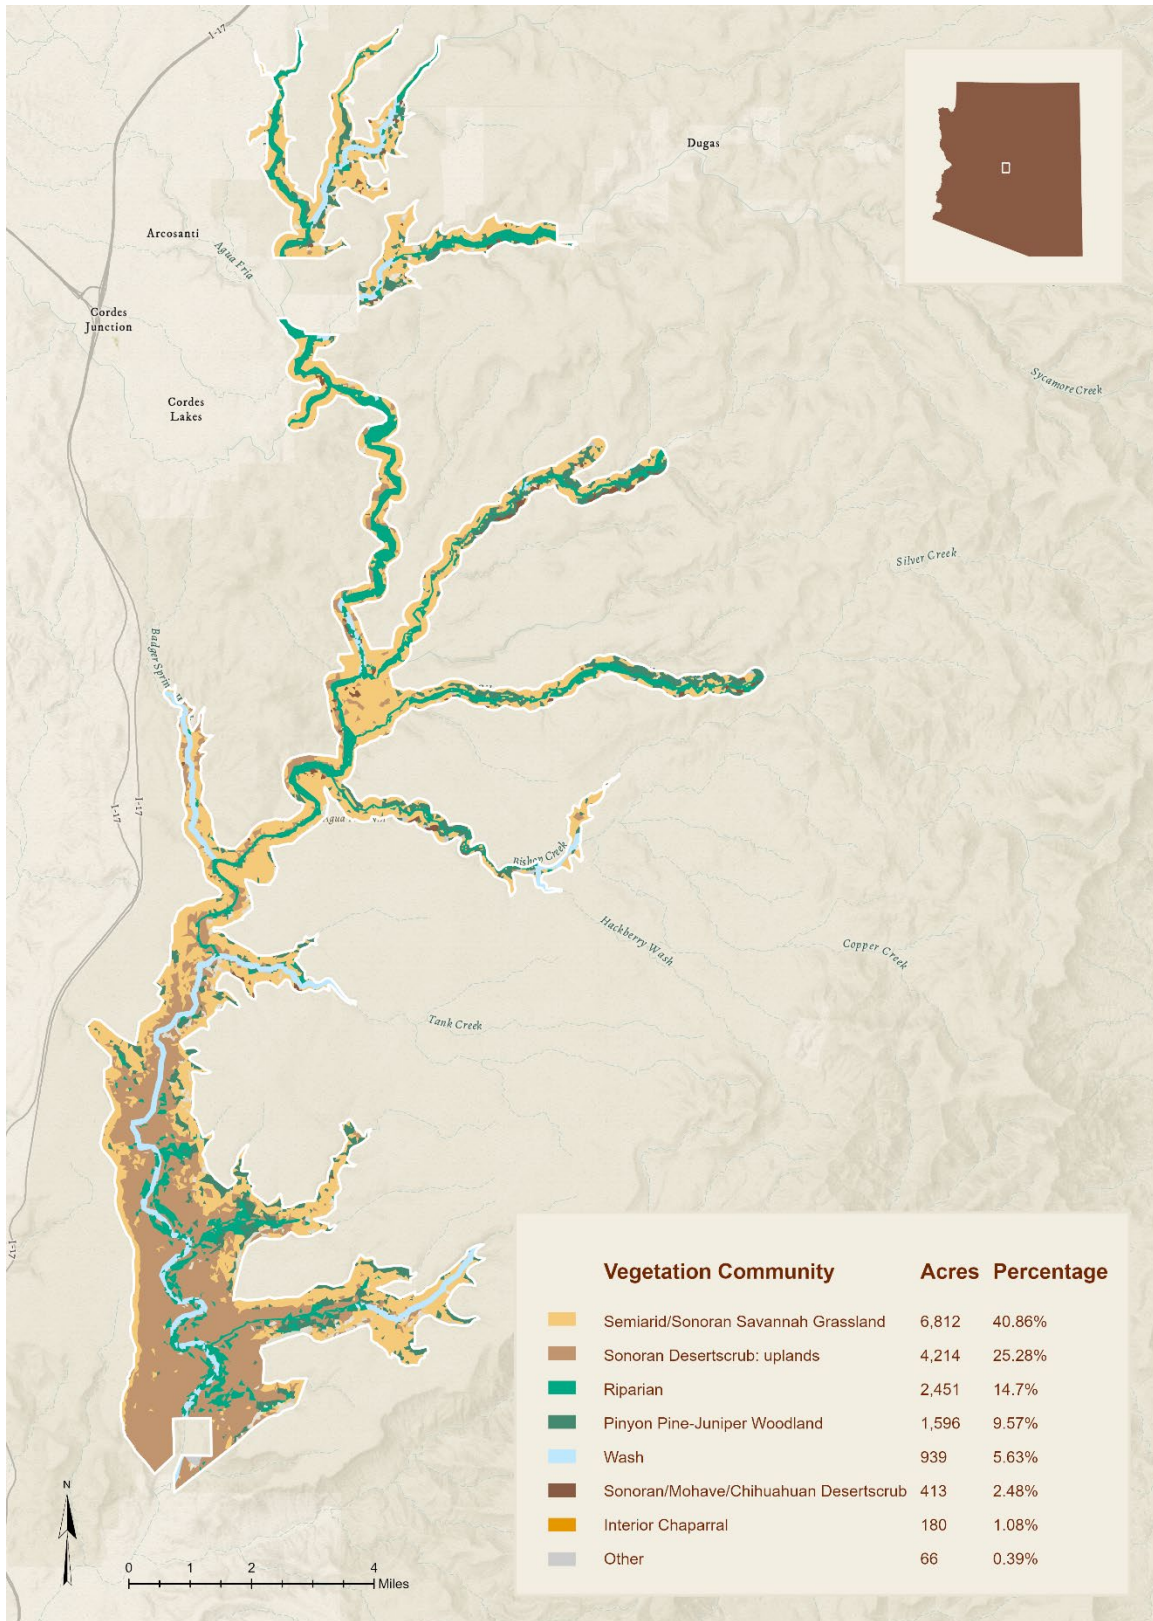 I-17
Dugas
Arcosanti
Agua Fria
Cordes
Junction
Sycamore Creek
Cordes
Lakes
Silver Creek
Badger Sprin
I-17
I-17
Agua
Bishop Creek
Hackberry Wash
Copper Creek
Tank Creek
I-17
Vegetation Community Acres Percentage
Semiarid/Sonoran Savannah Grassland 6,812 40.86%
Sonoran Desertscrub: uplands 4,214 25.28%
Riparian 2,451 14.7%
Pinyon Pine-Juniper Woodland 1,596 9.57%
Wash 939 5.63%
Sonoran/Mohave/Chihuahuan Desertscrub 413 2.48%
Interior Chaparral 180 1.08%
Other 66 0.39%
N
0 1 2 4
Miles